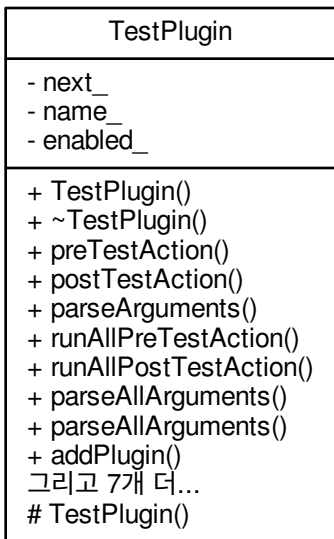 TestPlugin
- next_
- name_
- enabled_
+ TestPlugin()
+ ~TestPlugin()
+ preTestAction()
+ postTestAction()
+ parseArguments()
+ runAllPreTestAction()
+ runAllPostTestAction()
+ parseAllArguments()
+ parseAllArguments()
+ addPlugin()
그리고 7개 더...
# TestPlugin()